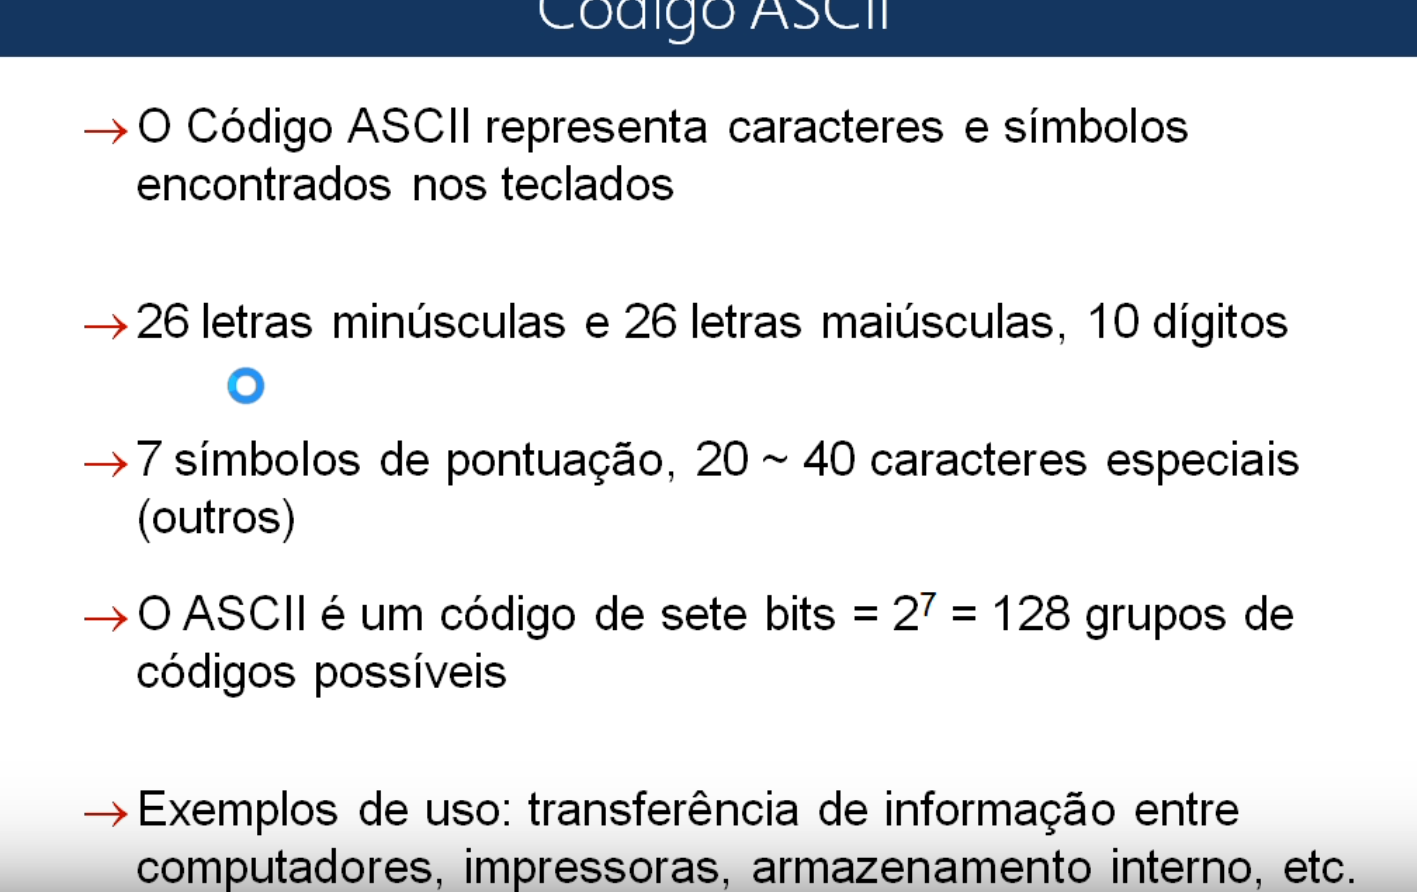 Código ASCII
→ O Código ASCII representa caracteres e símbolos
encontrados nos teclados
→ 26 letras minúsculas e 26 letras maiúsculas, 10 dígitos
→ 7 símbolos de pontuação, 20 ~ 40 caracteres especiais
(outros)
→ O ASCII é um código de sete bits = 2⁷ = 128 grupos de
códigos possíveis
→ Exemplos de uso: transferência de informação entre
computadores, impressoras, armazenamento interno, etc.